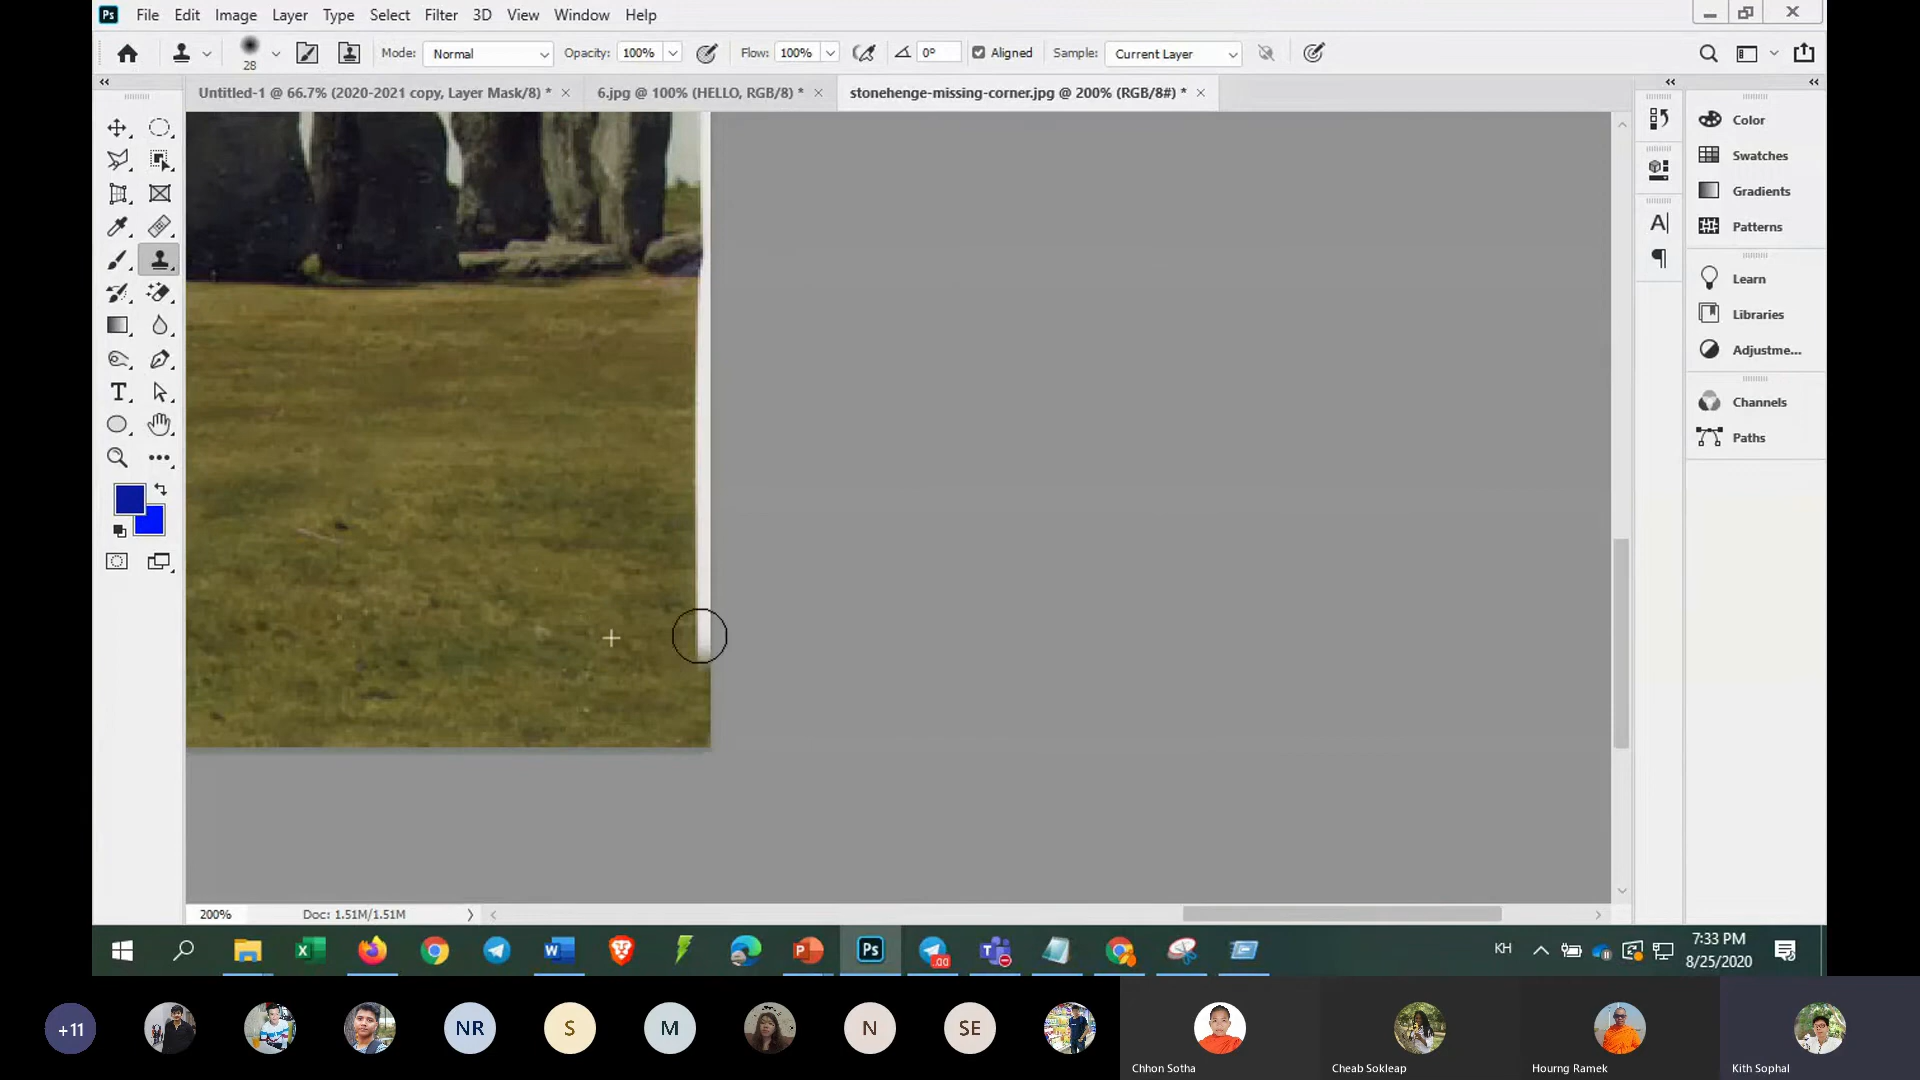 Ps File Edit Image Layer Type Select Filter 3D View Window Help
28 Mode: Normal Opacity: 100% Flow: 100% 0° Aligned Sample: Current Layer
Untitled-1 @ 66.7% (2020-2021 copy, Layer Mask/8) * × 6.jpg @ 100% (HELLO, RGB/8) * × stonehenge-missing-corner.jpg @ 200% (RGB/8#) * ×
Color
Swatches
Gradients
Patterns
Learn
Libraries
Adjustme...
Channels
Paths
200% Doc: 1.51M/1.51M
KH 7:33 PM
8/25/2020
+11 NR S M N SE
Chhon Sotha Cheab Sokleap Hourng Ramek Kith Sophal